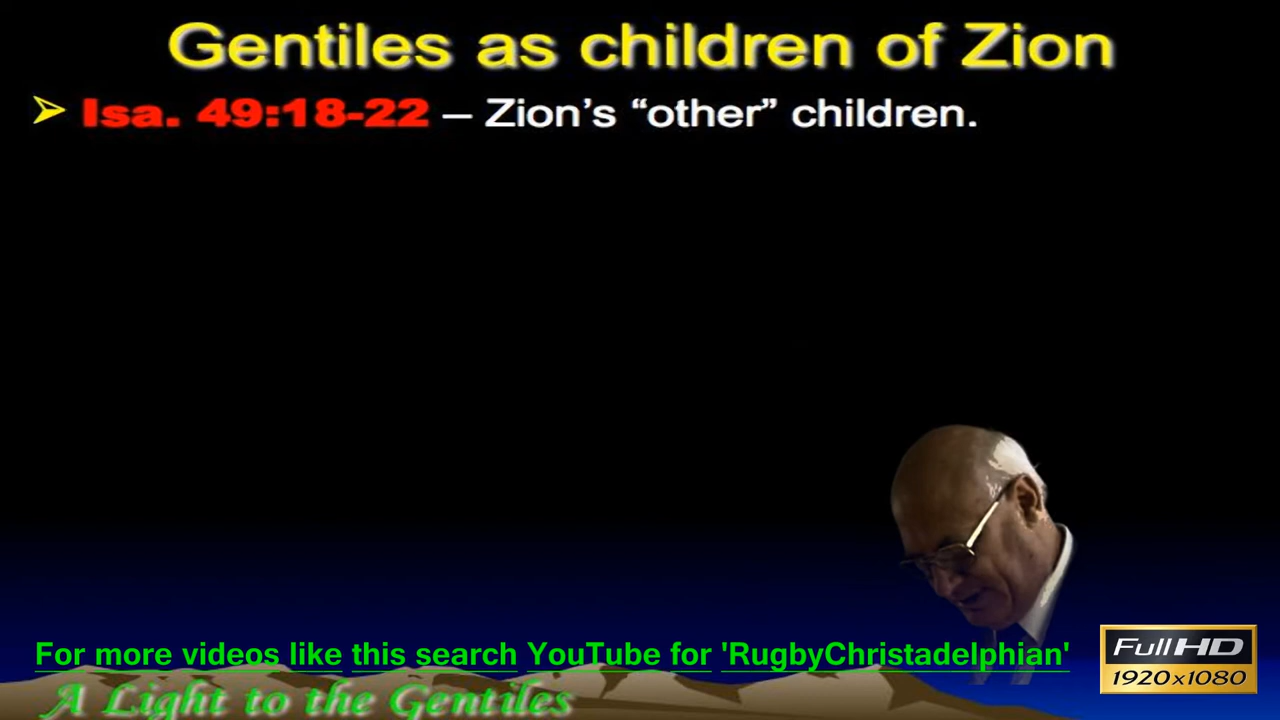 Gentiles as children of Zion
➢ Isa. 49:18-22 – Zion’s “other” children.
For more videos like this search YouTube for 'RugbyChristadelphian'
Full HD
1920x1080
A Light to the Gentiles